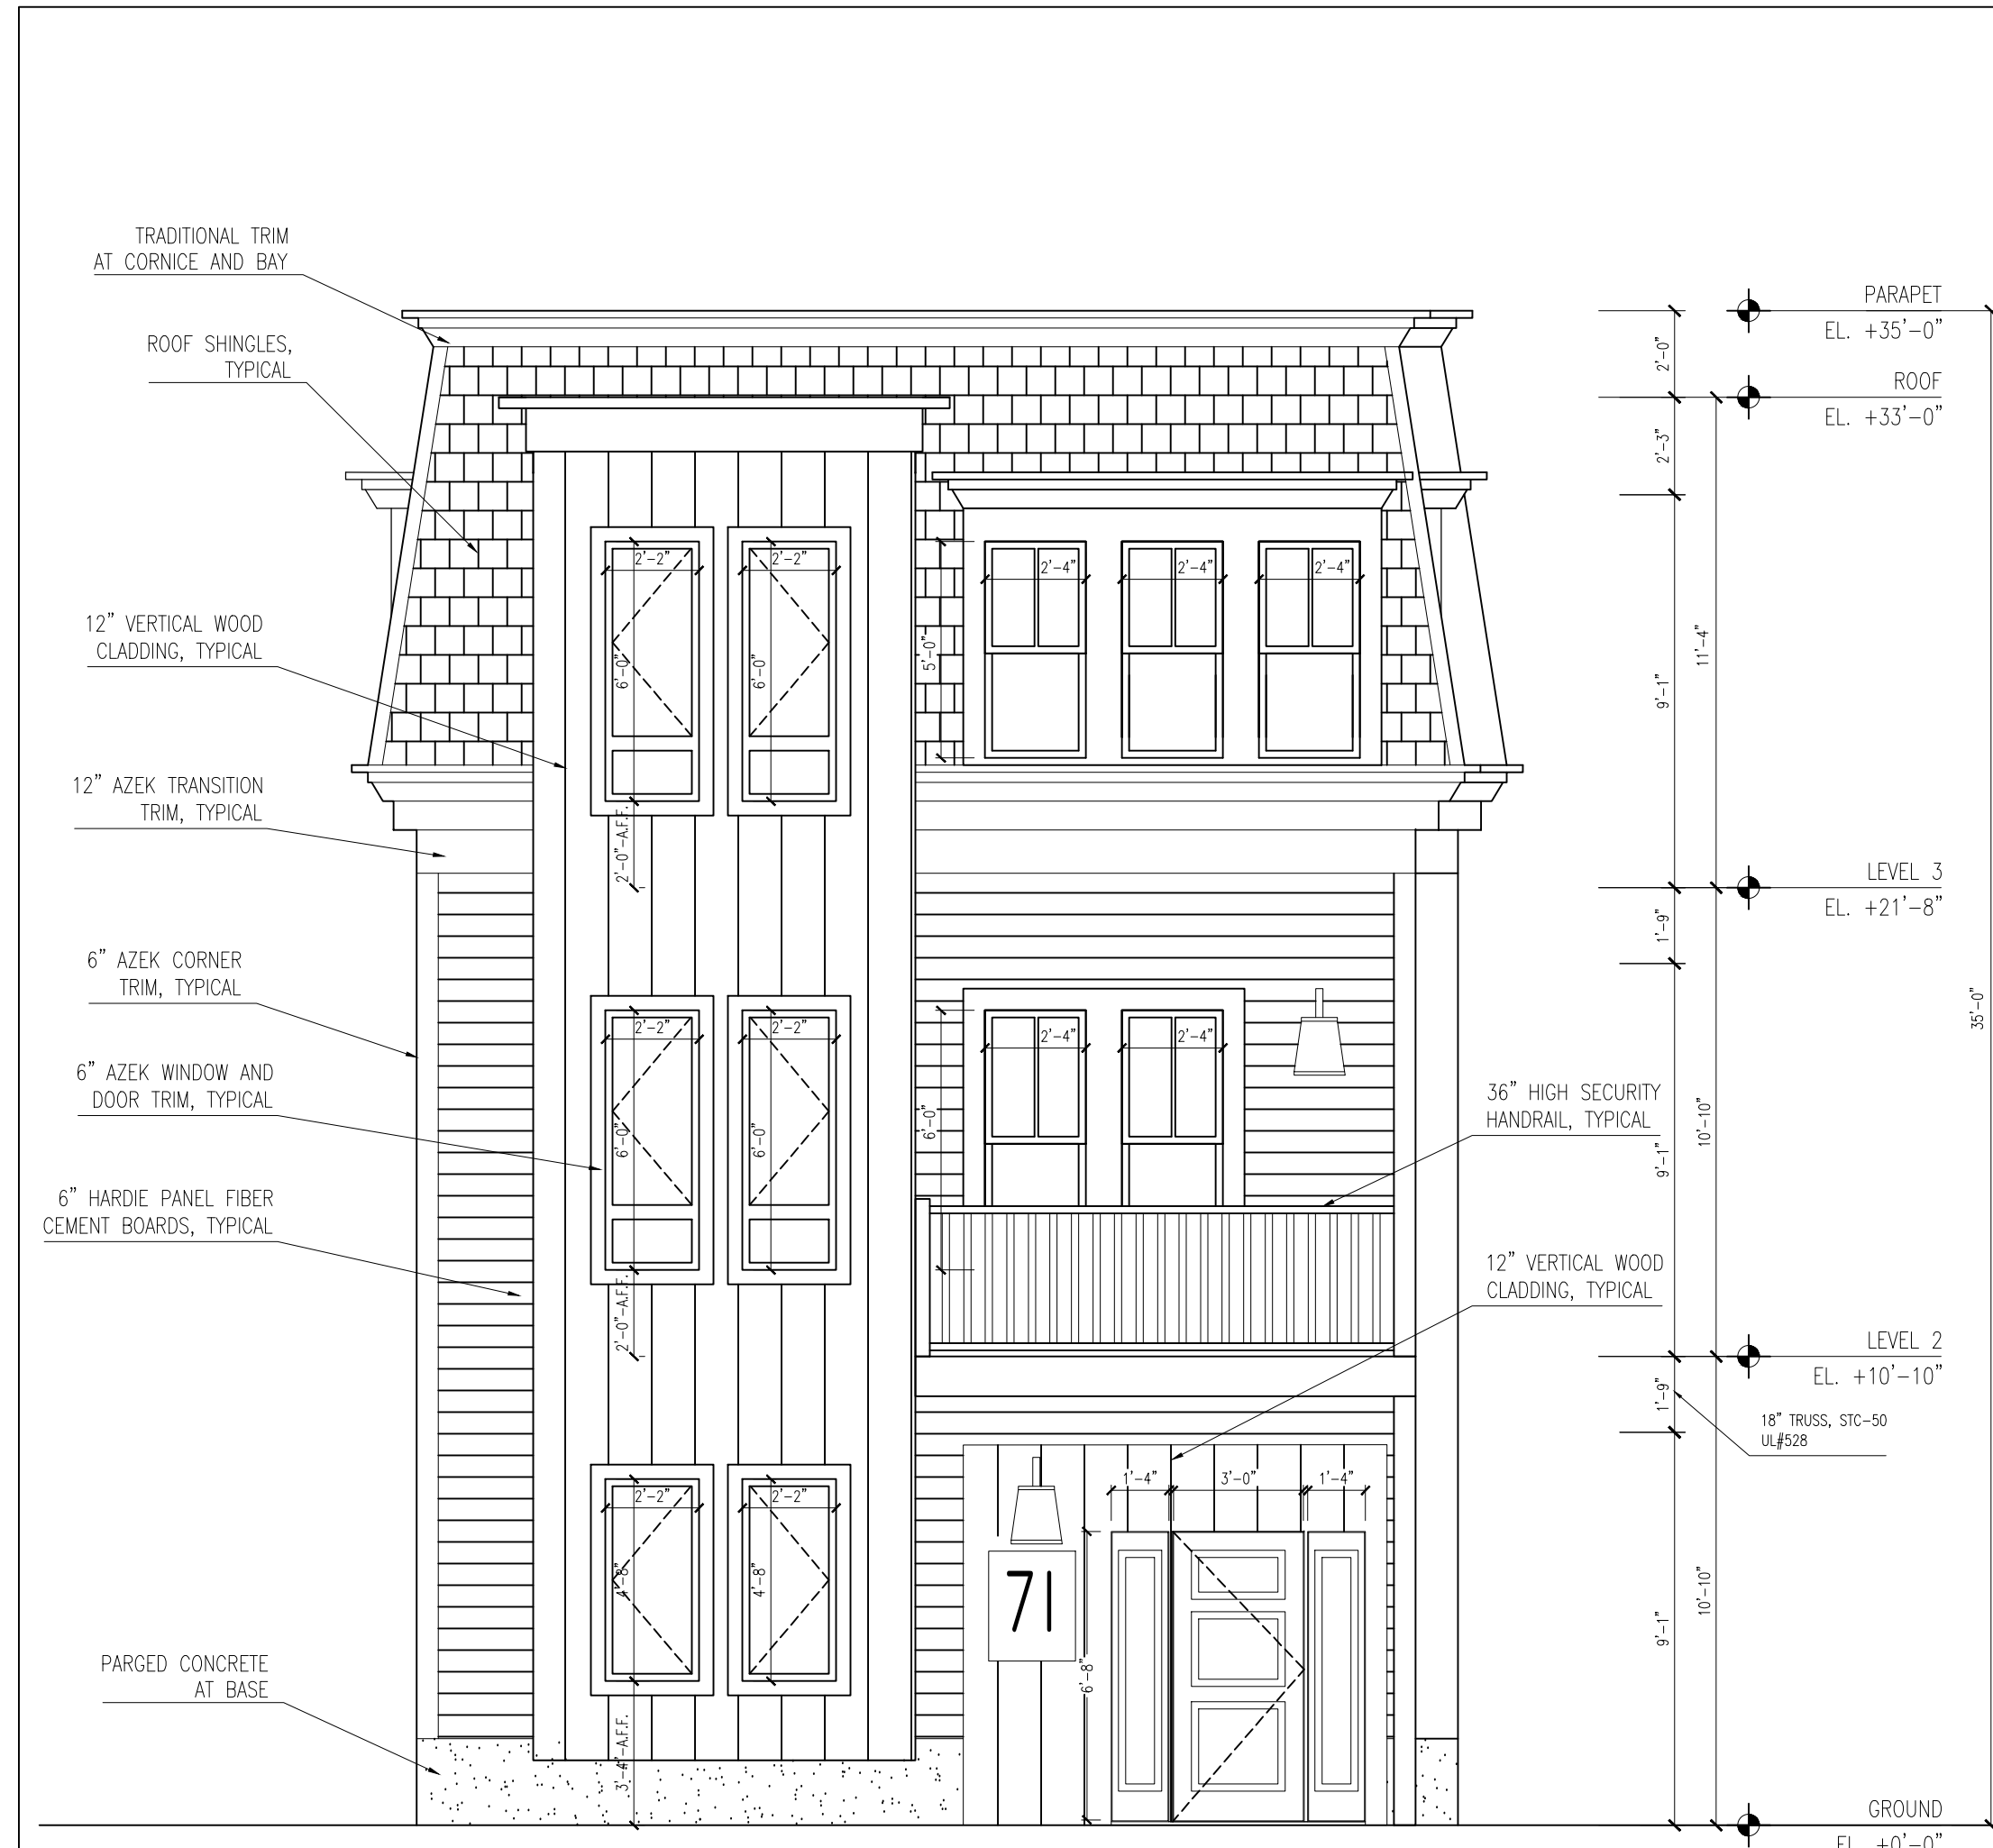 TRADITIONAL TRIM
AT CORNICE AND BAY
ROOF SHINGLES,
TYPICAL
12" VERTICAL WOOD
CLADDING, TYPICAL
12" AZEK TRANSITION
TRIM, TYPICAL
6" AZEK CORNER
TRIM, TYPICAL
6" AZEK WINDOW AND
DOOR TRIM, TYPICAL
6" HARDIE PANEL FIBER
CEMENT BOARDS, TYPICAL
PARGED CONCRETE
AT BASE
2'-2"
2'-2"
6'-0"
6'-0"
2'-0"-A.F.F.
5'-0"
2'-4"
2'-4"
2'-4"
2'-2"
2'-2"
6'-0"
6'-0"
2'-0"-A.F.F.
6'-0"
2'-4"
2'-4"
2'-2"
2'-2"
4'-8"
4'-8"
3'-4"-A.F.F.
71
1'-4"
3'-0"
1'-4"
6'-8"
36" HIGH SECURITY
HANDRAIL, TYPICAL
12" VERTICAL WOOD
CLADDING, TYPICAL
2'-0"
2'-3"
9'-1"
11'-4"
1'-9"
9'-1"
10'-10"
1'-9"
9'-1"
10'-10"
35'-0"
18" TRUSS, STC-50
UL#528
PARAPET
EL. +35'-0"
ROOF
EL. +33'-0"
LEVEL 3
EL. +21'-8"
LEVEL 2
EL. +10'-10"
GROUND
EL. +0'-0"